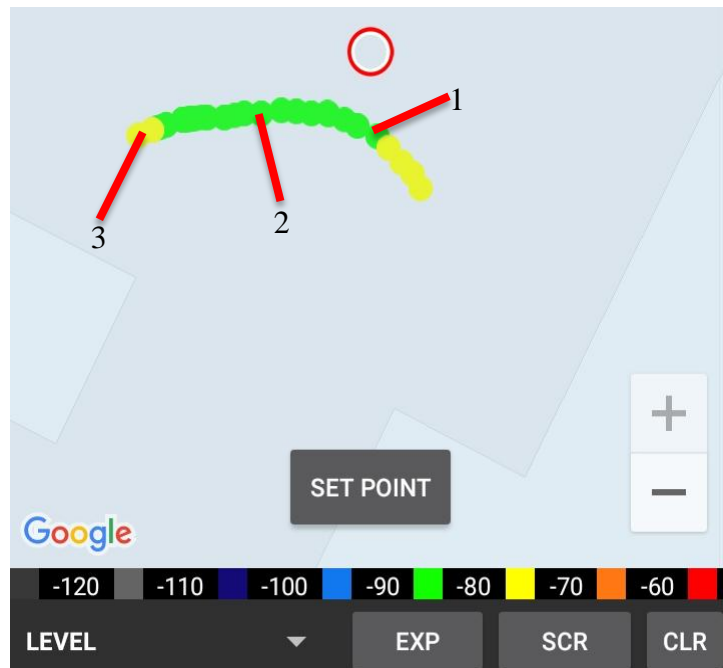 1
2
3
SET POINT
Google
-120 -110 -100 -90 -80 -70 -60
LEVEL EXP SCR CLR